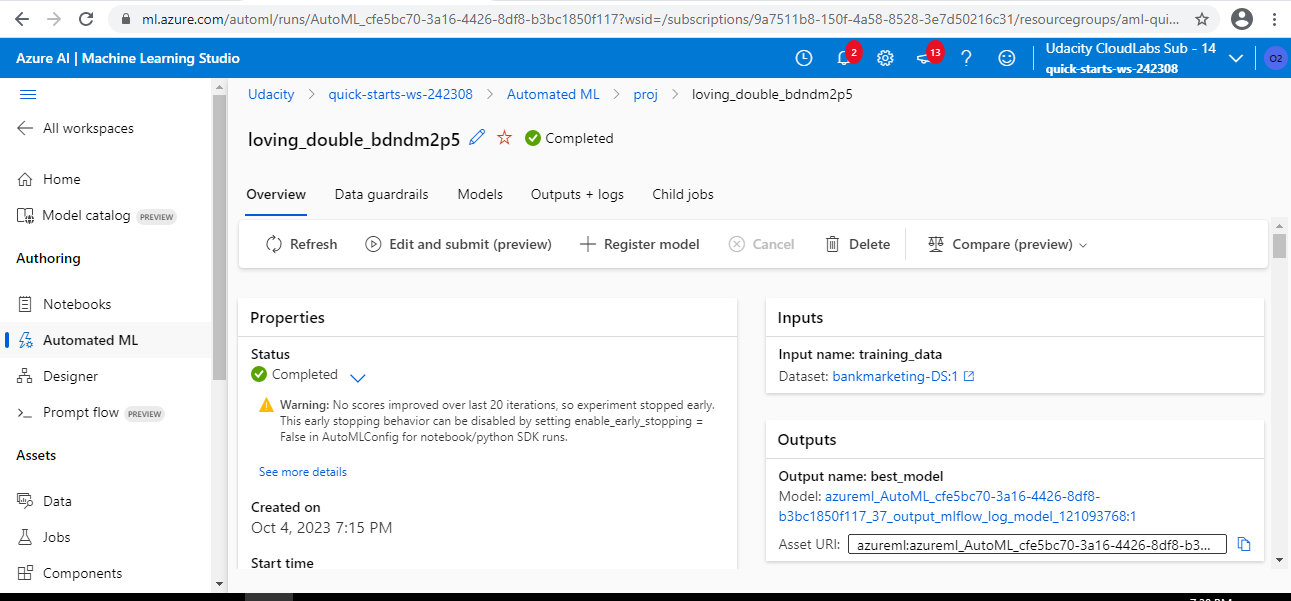 ml.azure.com/automl/runs/AutoML_cfe5bc70-3a16-4426-8df8-b3bc1850f117?wsid=/subscriptions/9a7511b8-150f-4a58-8528-3e7d50216c31/resourcegroups/aml-qui...
Azure AI | Machine Learning Studio
2
13
Udacity CloudLabs Sub - 14
quick-starts-ws-242308
O2
All workspaces
Home
Model catalog PREVIEW
Authoring
Notebooks
Automated ML
Designer
Prompt flow PREVIEW
Assets
Data
Jobs
Components
Udacity > quick-starts-ws-242308 > Automated ML > proj > loving_double_bdndm2p5
loving_double_bdndm2p5 Completed
Overview Data guardrails Models Outputs + logs Child jobs
Refresh Edit and submit (preview) Register model Cancel Delete Compare (preview)
Properties
Status
Completed
Warning: No scores improved over last 20 iterations, so experiment stopped early.
This early stopping behavior can be disabled by setting enable_early_stopping =
False in AutoMLConfig for notebook/python SDK runs.
See more details
Created on
Oct 4, 2023 7:15 PM
Start time
Inputs
Input name: training_data
Dataset: bankmarketing-DS:1
Outputs
Output name: best_model
Model: azureml_AutoML_cfe5bc70-3a16-4426-8df8-
b3bc1850f117_37_output_mlflow_log_model_121093768:1
Asset URI: azureml:azureml_AutoML_cfe5bc70-3a16-4426-8df8-b3...